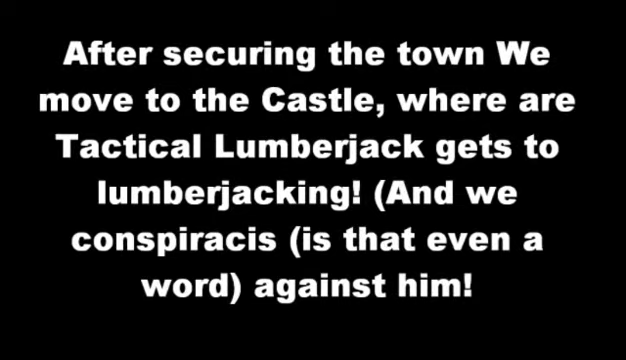 After securing the town We
move to the Castle, where are
Tactical Lumberjack gets to
lumberjacking! (And we
conspiracis (is that even a
word) against him!